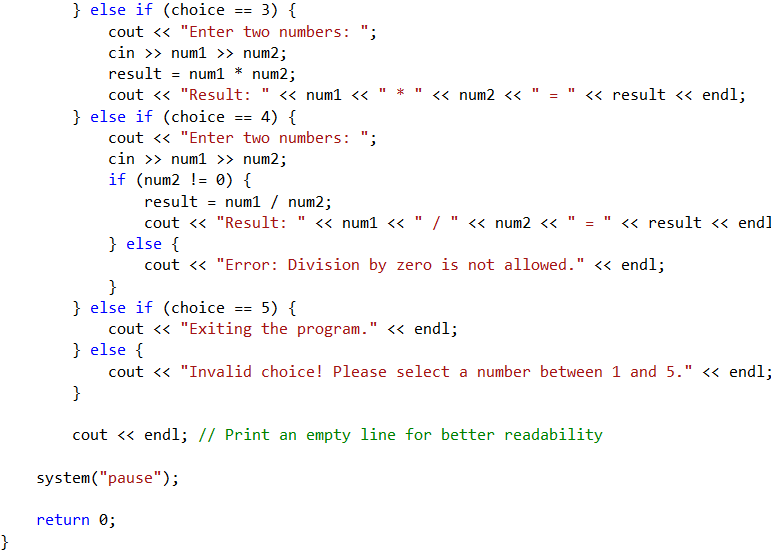 } else if (choice == 3) {
cout << "Enter two numbers: ";
cin >> num1 >> num2;
result = num1 * num2;
cout << "Result: " << num1 << " * " << num2 << " = " << result << endl;
} else if (choice == 4) {
cout << "Enter two numbers: ";
cin >> num1 >> num2;
if (num2 != 0) {
result = num1 / num2;
cout << "Result: " << num1 << " / " << num2 << " = " << result << endl
} else {
cout << "Error: Division by zero is not allowed." << endl;
}
} else if (choice == 5) {
cout << "Exiting the program." << endl;
} else {
cout << "Invalid choice! Please select a number between 1 and 5." << endl;
}
cout << endl; // Print an empty line for better readability
system("pause");
return 0;
}